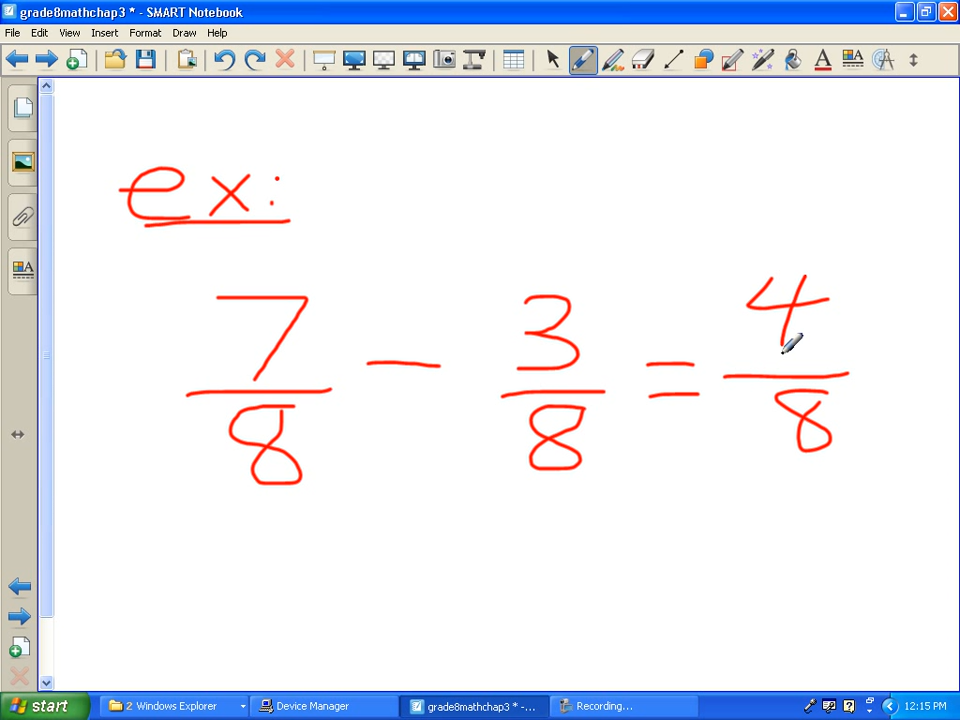 grade8mathchap3 * - SMART Notebook
File Edit View Insert Format Draw Help
ex:
7/8 - 3/8 = 4/8
start 2 Windows Explorer Device Manager grade8mathchap3 * -... Recording... 12:15 PM